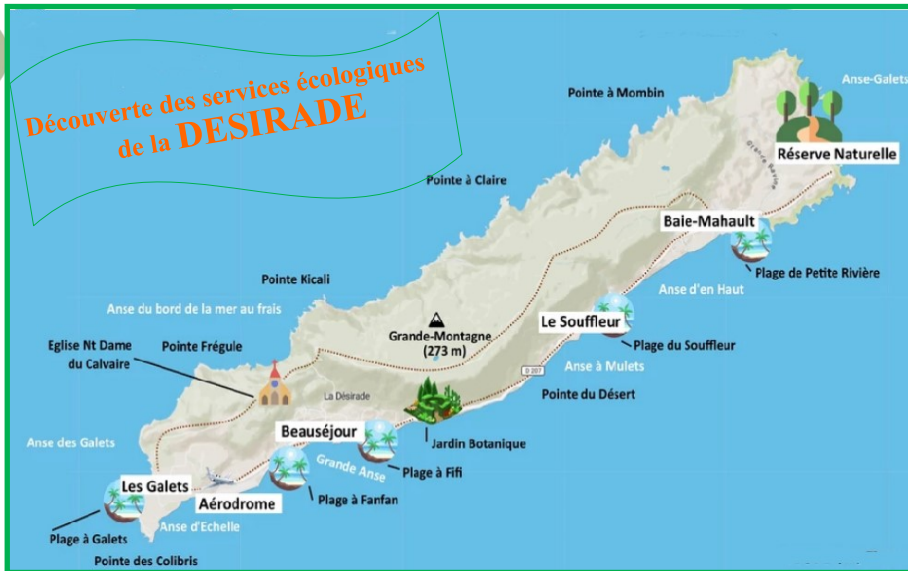 Découverte des services écologiques
de la DESIRADE
Pointe à Mombin
Anse-Galets
Réserve Naturelle
Pointe à Claire
Baie-Mahault
Plage de Petite Rivière
Pointe Kicali
Anse d'en Haut
Anse du bord de la mer au frais
Le Souffleur
Grande-Montagne
(273 m)
Plage du Souffleur
Eglise Nt Dame
du Calvaire
Pointe Frégule
Anse à Mulets
D 207
La Désirade
Pointe du Désert
Beauséjour
Jardin Botanique
Anse des Galets
Grande Anse
Plage à Fifi
Les Galets
Aérodrome
Plage à Fanfan
Anse d'Echelle
Plage à Galets
Pointe des Colibris